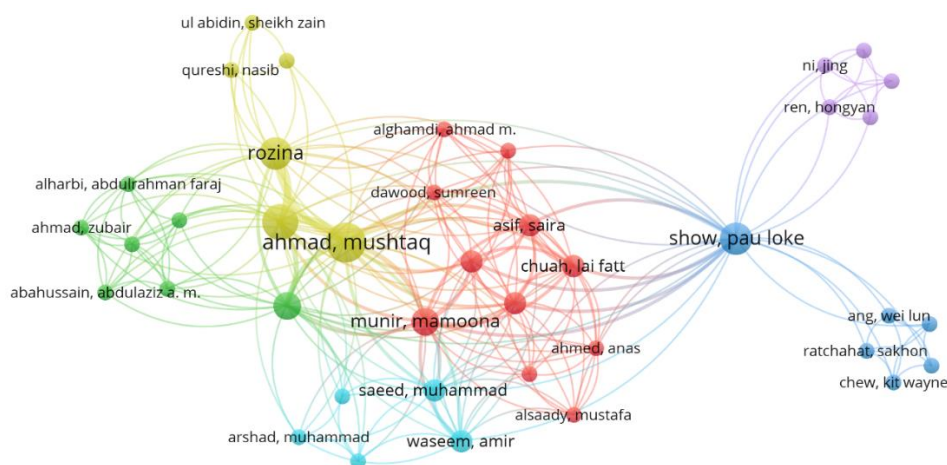 ul abidin, sheikh zain
qureshi, nasib
ni, jing
ren, hongyan
alghamdi, ahmad m.
rozina
alharbi, abdulrahman faraj
dawood, sumreen
ahmad, zubair
asif, saira
ahmad, mushtaq
show, pau loke
chuah, lai fatt
abahussain, abdulaziz a. m.
munir, mamoona
ang, wei lun
ahmed, anas
ratchahat, sakhon
saeed, muhammad
chew, kit wayne
alsaady, mustafa
arshad, muhammad
waseem, amir